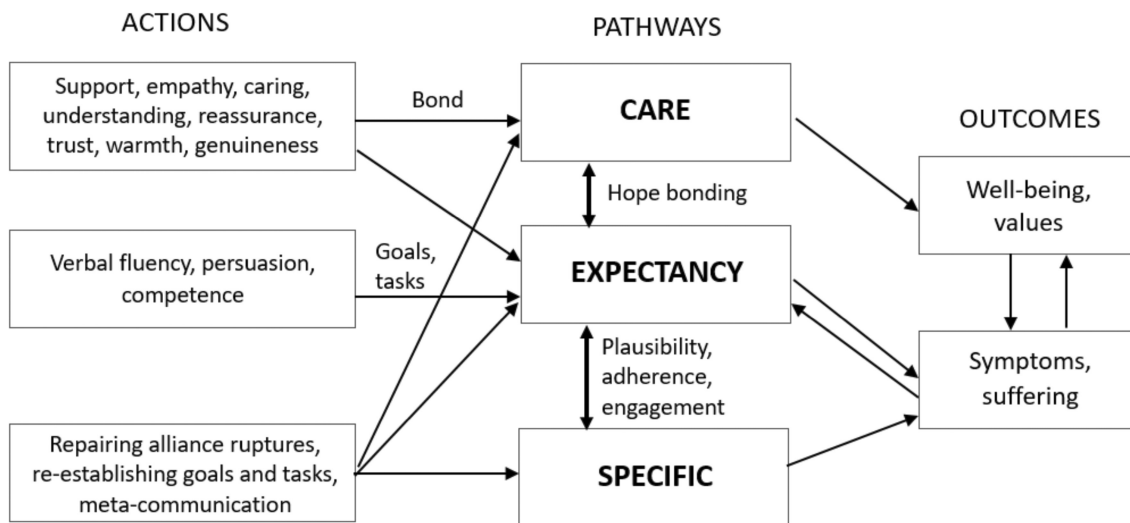 ACTIONS
Support, empathy, caring,
understanding, reassurance,
trust, warmth, genuineness
Verbal fluency, persuasion,
competence
Repairing alliance ruptures,
re-establishing goals and tasks,
meta-communication
Bond
Goals,
tasks
PATHWAYS
CARE
Hope bonding
EXPECTANCY
Plausibility,
adherence,
engagement
SPECIFIC
OUTCOMES
Well-being,
values
Symptoms,
suffering